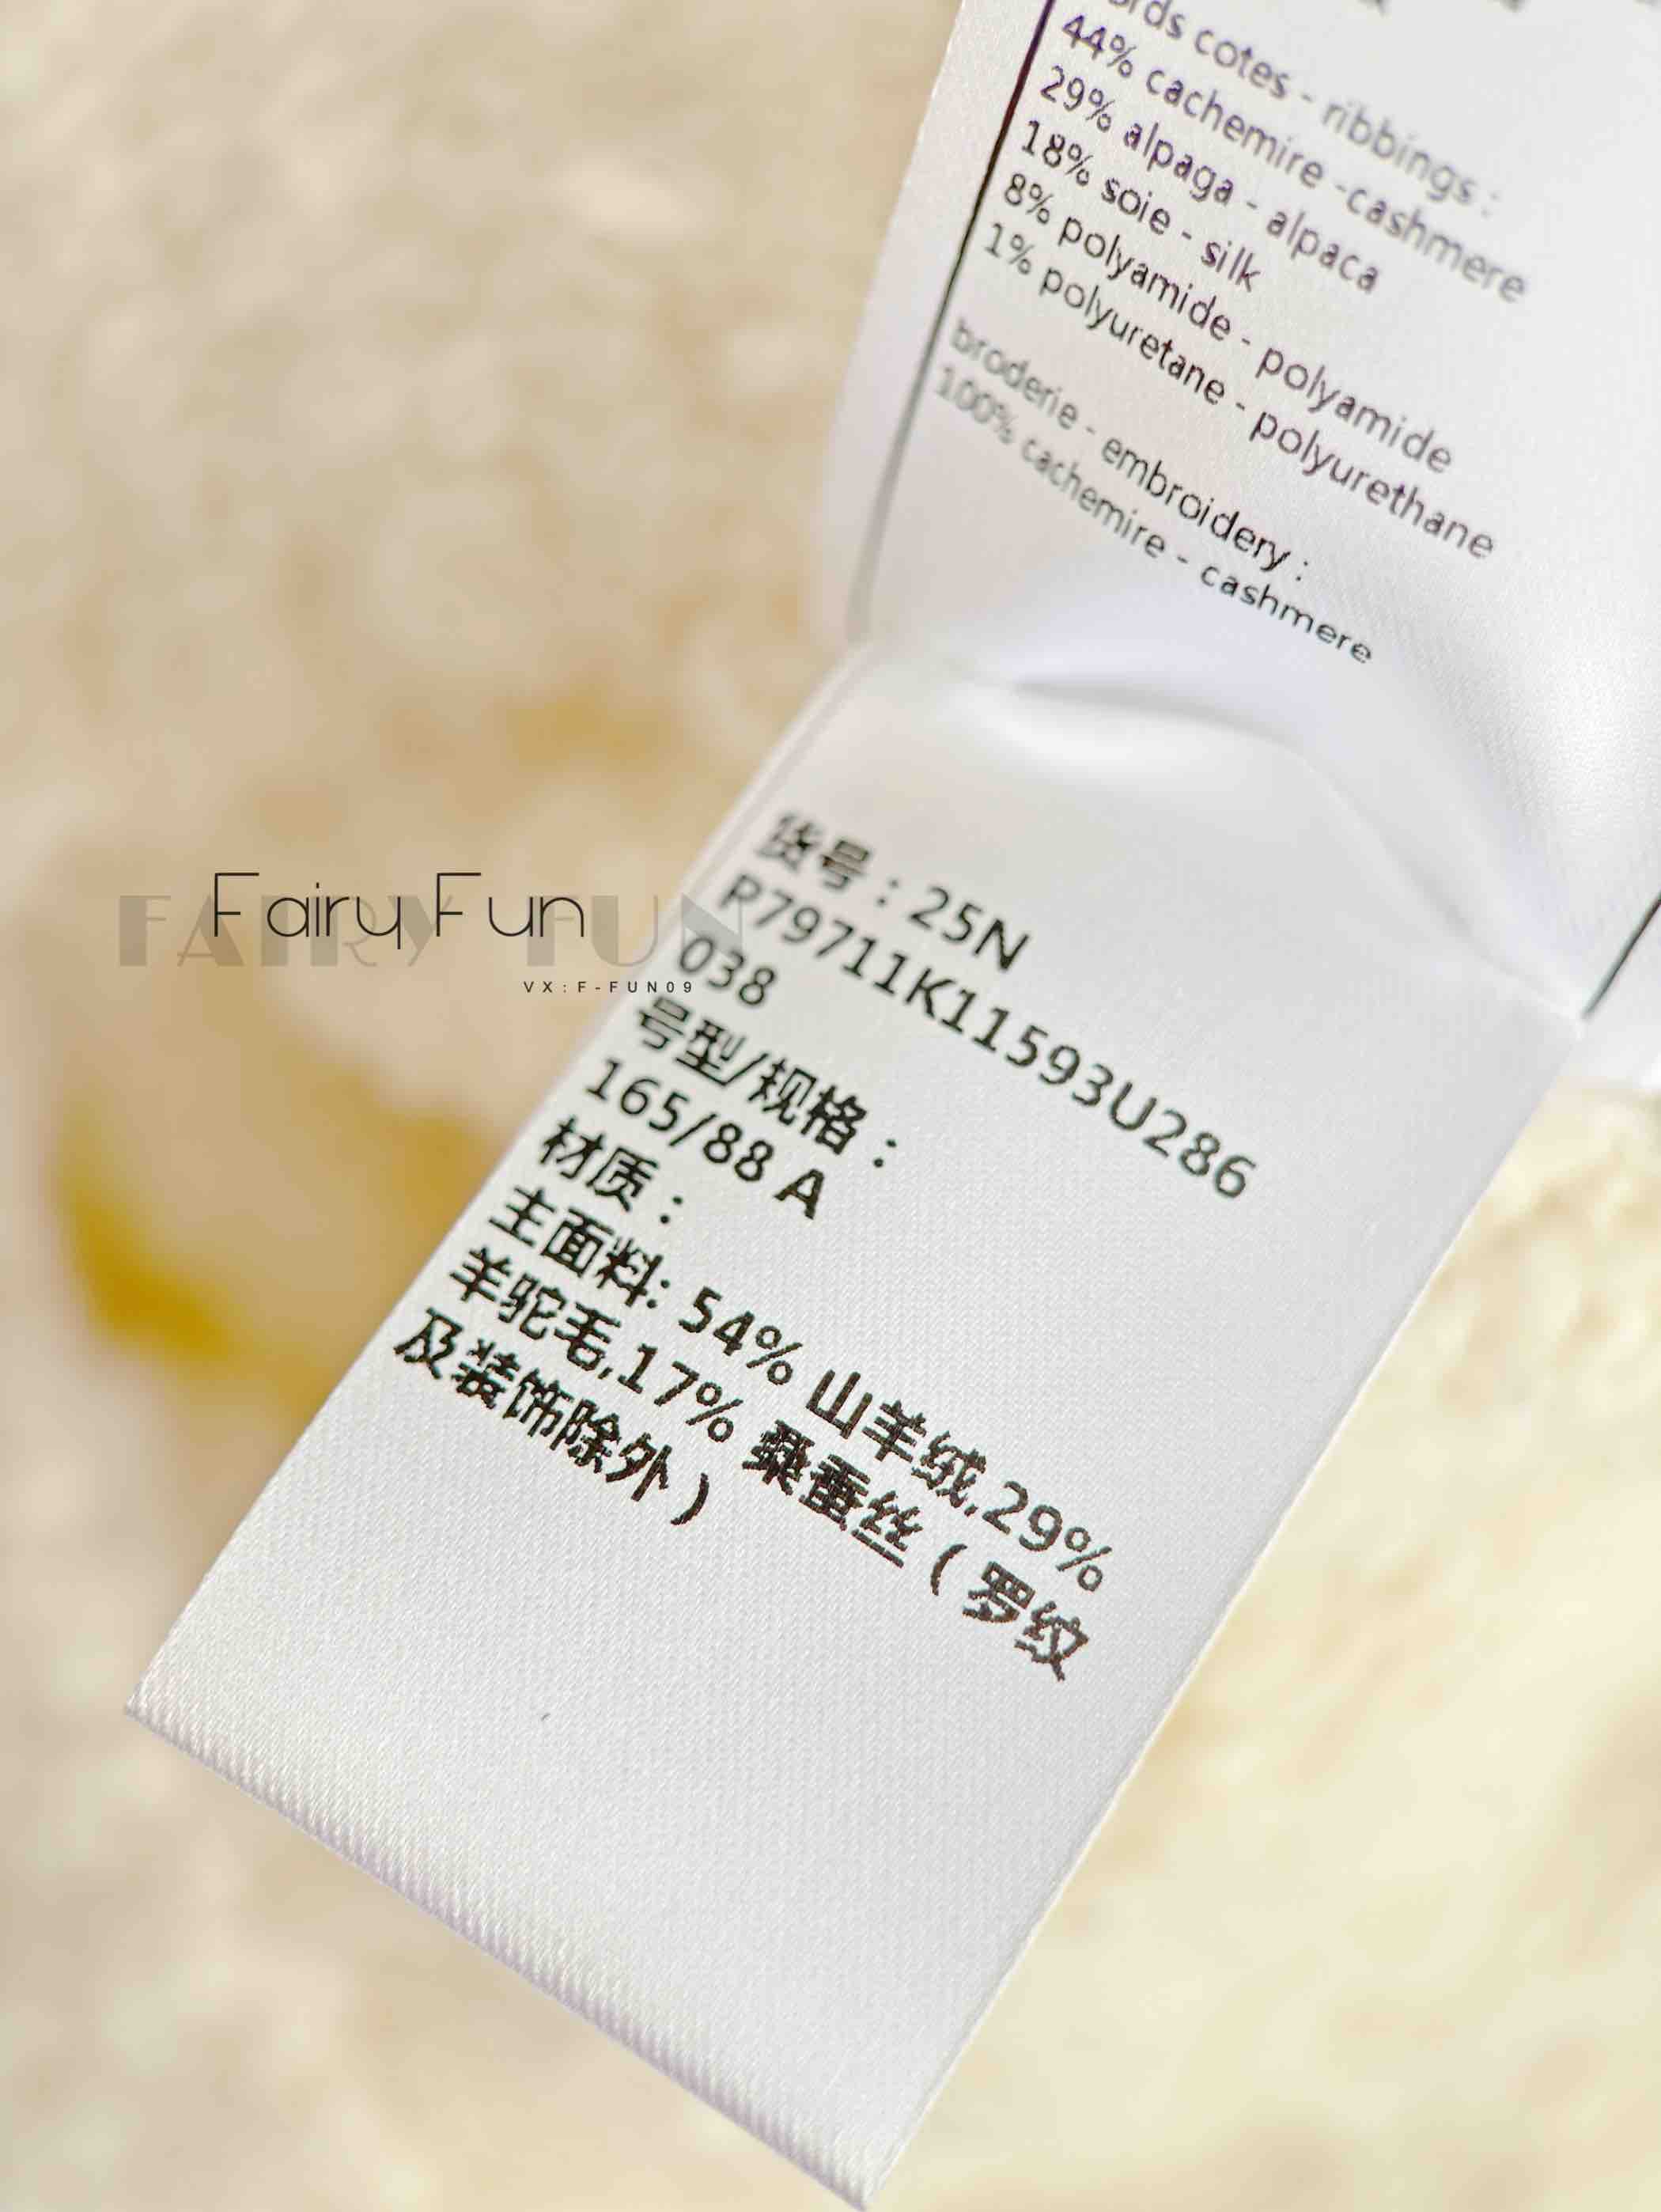 cotes - ribbings :
44% cachemire -cashmere
29% alpaga - alpaca
18% soie - silk
8% polyamide - polyamide
1% polyuretane - polyurethane
broderie - embroidery :
100% cachemire - cashmere
货号：25N
P79711K11593U286
038
号型/规格：
165/88 A
材质：
主面料: 54% 山羊绒,29%
羊驼毛,17% 桑蚕丝（罗纹
及装饰除外）
FAIRY FUN
FairyFun
VX:F-FUN09